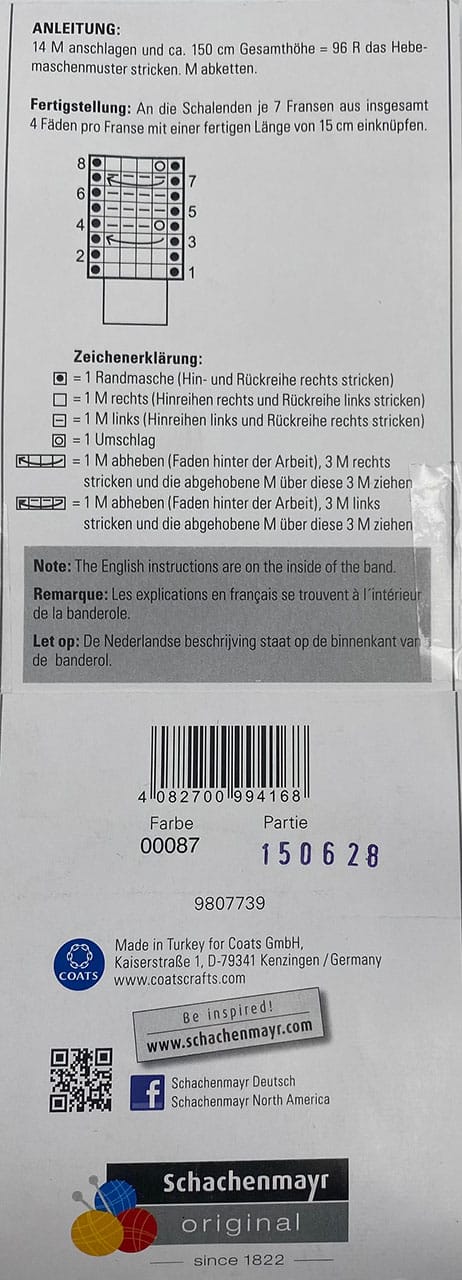 ANLEITUNG:
14 M anschlagen und ca. 150 cm Gesamthöhe = 96 R das Hebe-
maschenmuster stricken. M abketten.
Fertigstellung: An die Schalenden je 7 Fransen aus insgesamt
4 Fäden pro Franse mit einer fertigen Länge von 15 cm einknüpfen.
8
7
6
5
4
3
2
1
Zeichenerklärung:
= 1 Randmasche (Hin- und Rückreihe rechts stricken)
= 1 M rechts (Hinreihen rechts und Rückreihe links stricken)
= 1 M links (Hinreihen links und Rückreihe rechts stricken)
= 1 Umschlag
= 1 M abheben (Faden hinter der Arbeit), 3 M rechts
stricken und die abgehobene M über diese 3 M ziehen
= 1 M abheben (Faden hinter der Arbeit), 3 M links
stricken und die abgehobene M über diese 3 M ziehen
Note: The English instructions are on the inside of the band.
Remarque: Les explications en français se trouvent à l´intérieur
de la banderole.
Let op: De Nederlandse beschrijving staat op de binnenkant van
de banderol.
4 082700 994168
Farbe Partie
00087 150628
9807739
COATS
Made in Turkey for Coats GmbH,
Kaiserstraße 1, D-79341 Kenzingen / Germany
www.coatscrafts.com
Be inspired!
www.schachenmayr.com
f
Schachenmayr Deutsch
Schachenmayr North America
Schachenmayr
original
since 1822